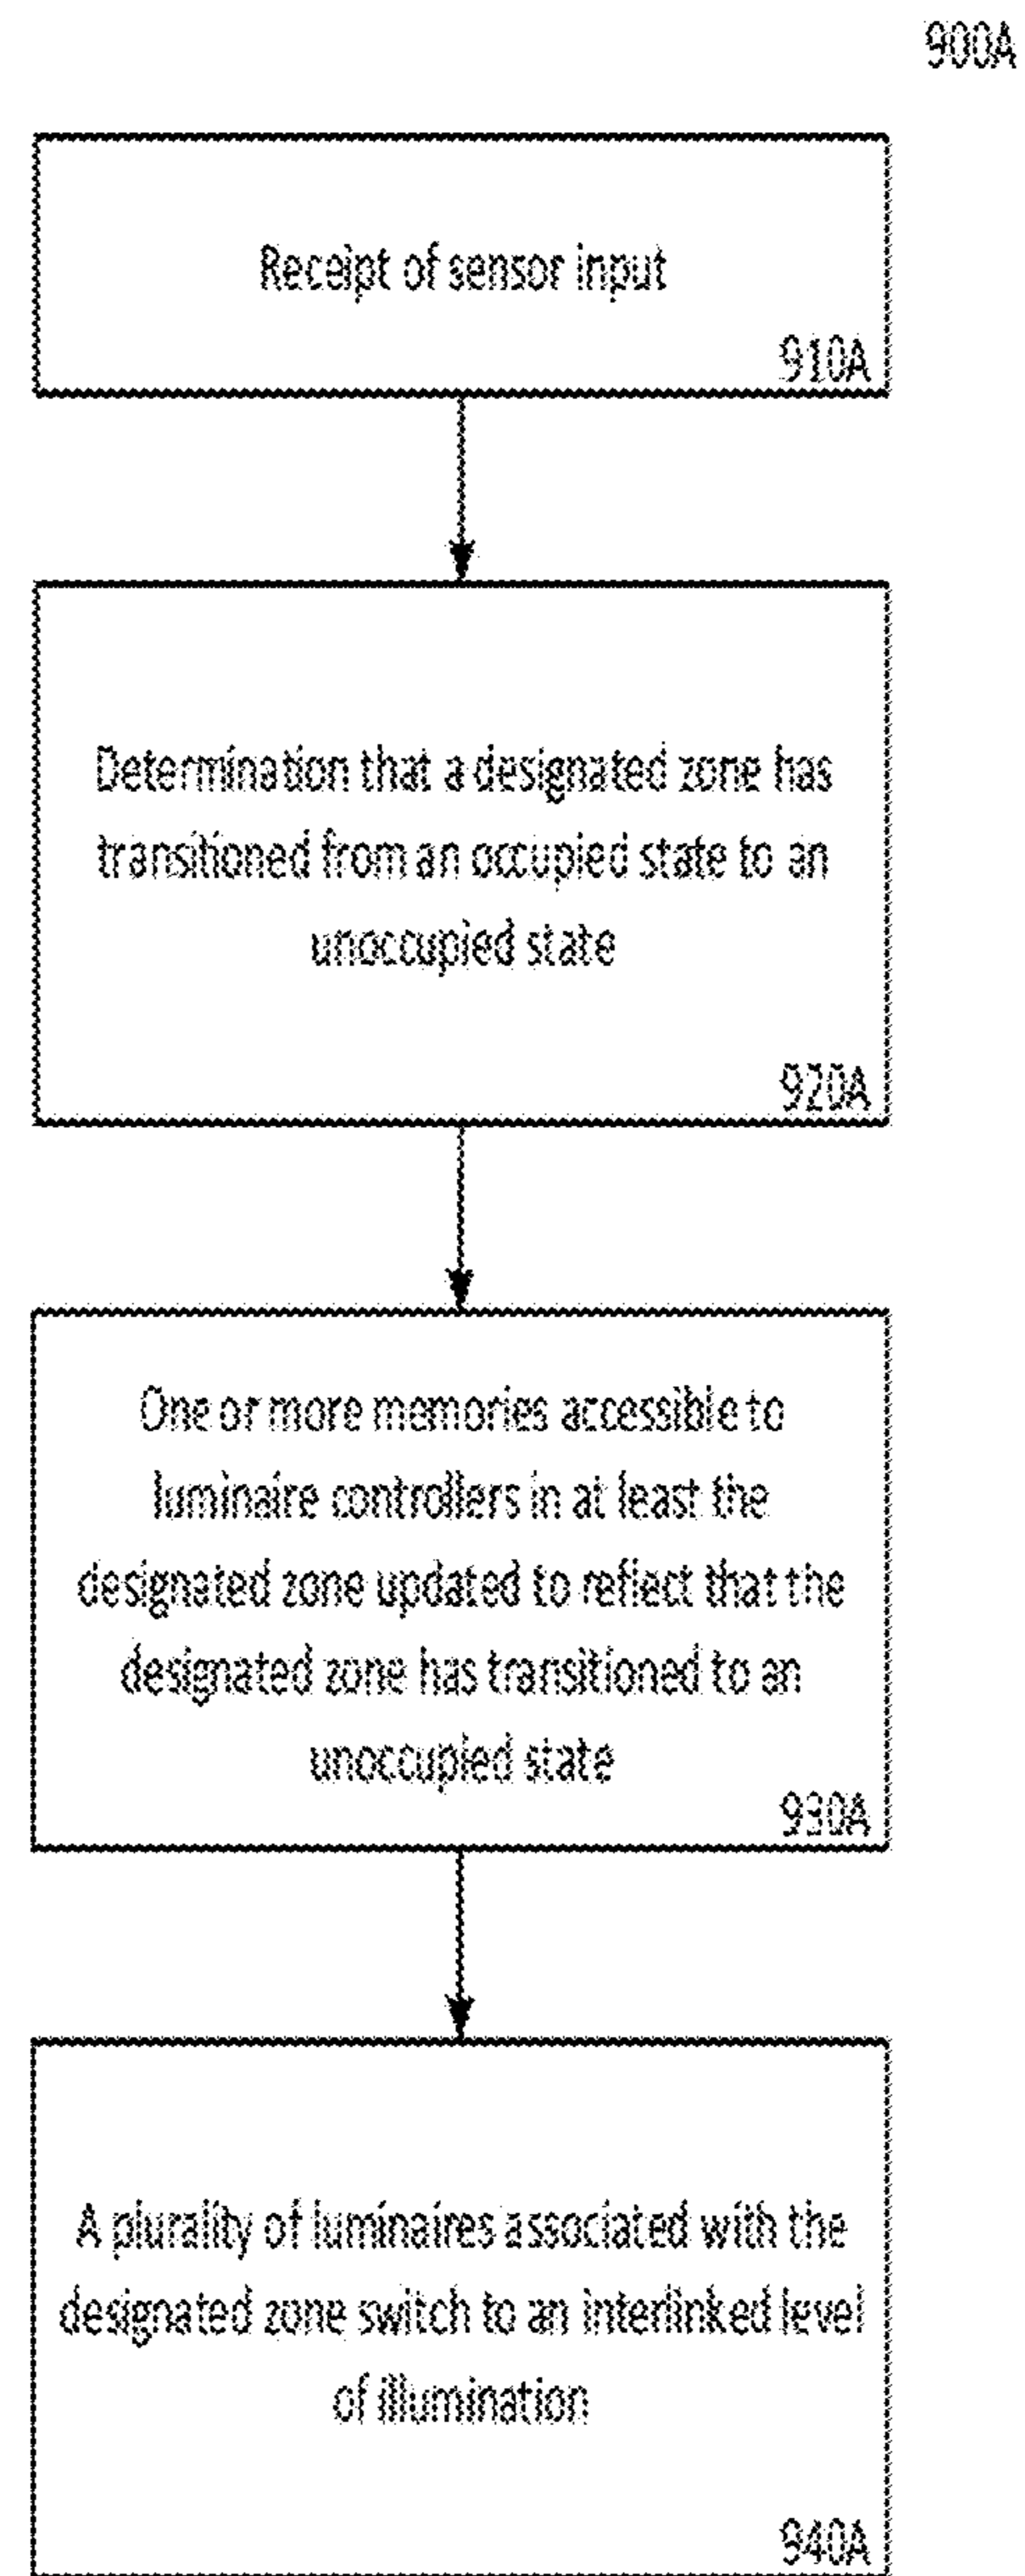 900A
Receipt of sensor input
910A
Determination that a designated zone has
transitioned from an occupied state to an
unoccupied state
920A
One or more memories accessible to
luminaire controllers in at least the
designated zone updated to reflect that the
designated zone has transitioned to an
unoccupied state
930A
A plurality of luminaires associated with the
designated zone switch to an interlinked level
of illumination
940A